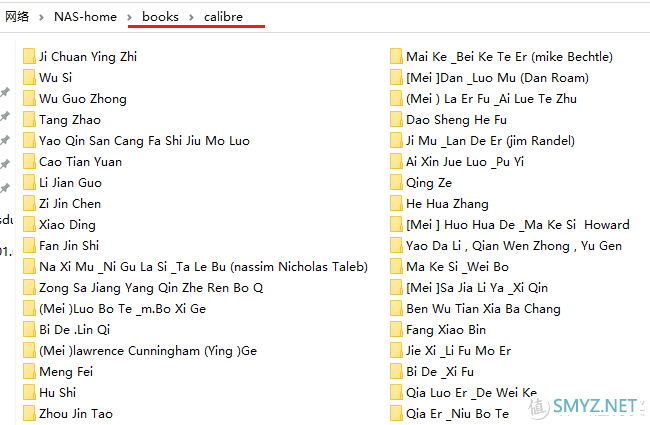 网络 > NAS-home > books > calibre
Ji Chuan Ying Zhi
Wu Si
Wu Guo Zhong
Tang Zhao
Yao Qin San Cang Fa Shi Jiu Mo Luo
Cao Tian Yuan
Li Jian Guo
Zi Jin Chen
Xiao Ding
Fan Jin Shi
Na Xi Mu _Ni Gu La Si _Ta Le Bu (nassim Nicholas Taleb)
Zong Sa Jiang Yang Qin Zhe Ren Bo Q
(Mei )Luo Bo Te _m.Bo Xi Ge
Bi De .Lin Qi
(Mei )lawrence Cunningham (Ying )Ge
Meng Fei
Hu Shi
Zhou Jin Tao
Mai Ke _Bei Ke Te Er (mike Bechtle)
[Mei ]Dan _Luo Mu (Dan Roam)
(Mei ) La Er Fu _Ai Lue Te Zhu
Dao Sheng He Fu
Ji Mu _Lan De Er (jim Randel)
Ai Xin Jue Luo _Pu Yi
Qing Ze
He Hua Zhang
[Mei ] Huo Hua De _Ma Ke Si  Howard
Yao Da Li , Qian Wen Zhong , Yu Gen
Ma Ke Si _Wei Bo
[Mei ]Sa Jia Li Ya _Xi Qin
Ben Wu Tian Xia Ba Chang
Fang Xiao Bin
Jie Xi _Li Fu Mo Er
Bi De _Xi Fu
Qia Luo Er _De Wei Ke
Qia Er _Niu Bo Te
sdu
01.
值 SMYZ.NET